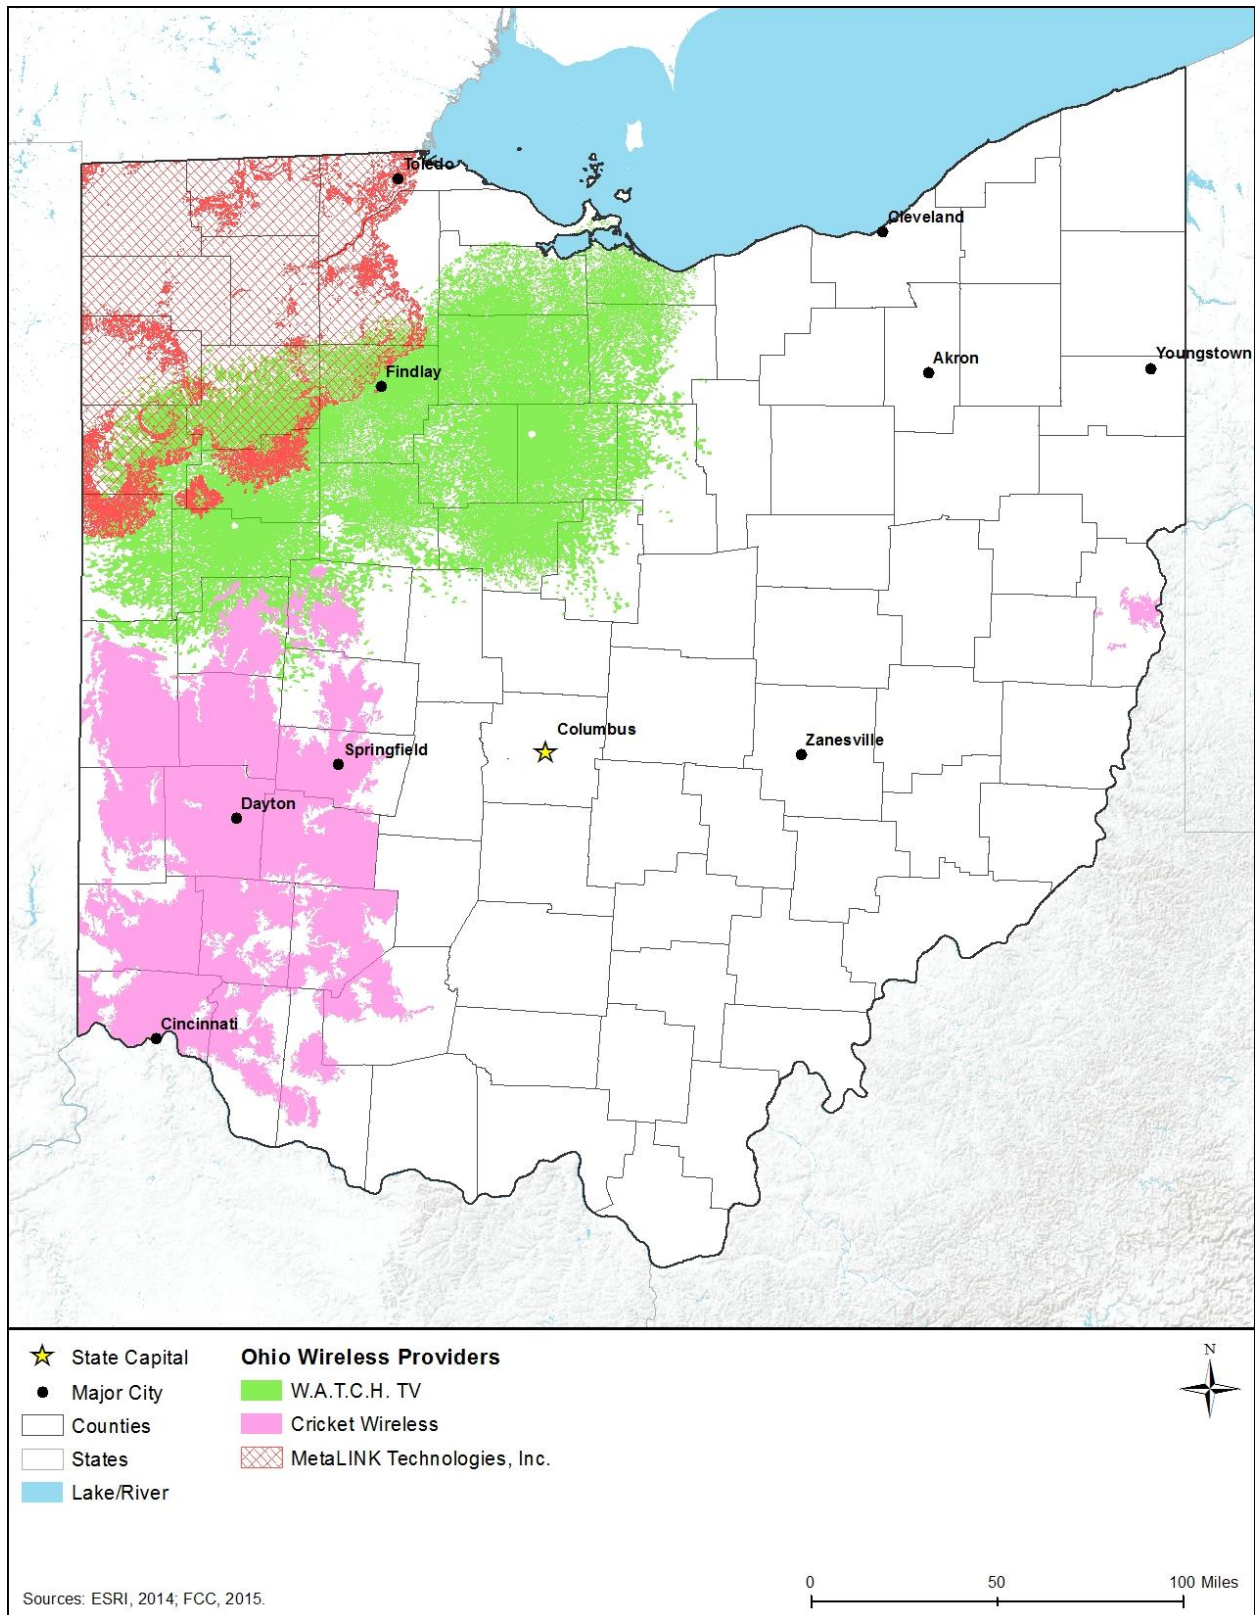 Toledo
Cleveland
Findlay
Akron
Youngstown
Columbus
Springfield
Zanesville
Dayton
Cincinnati
State Capital
Major City
Counties
States
Lake/River
Ohio Wireless Providers
W.A.T.C.H. TV
Cricket Wireless
MetaLINK Technologies, Inc.
N
Sources: ESRI, 2014; FCC, 2015.
0 50 100 Miles